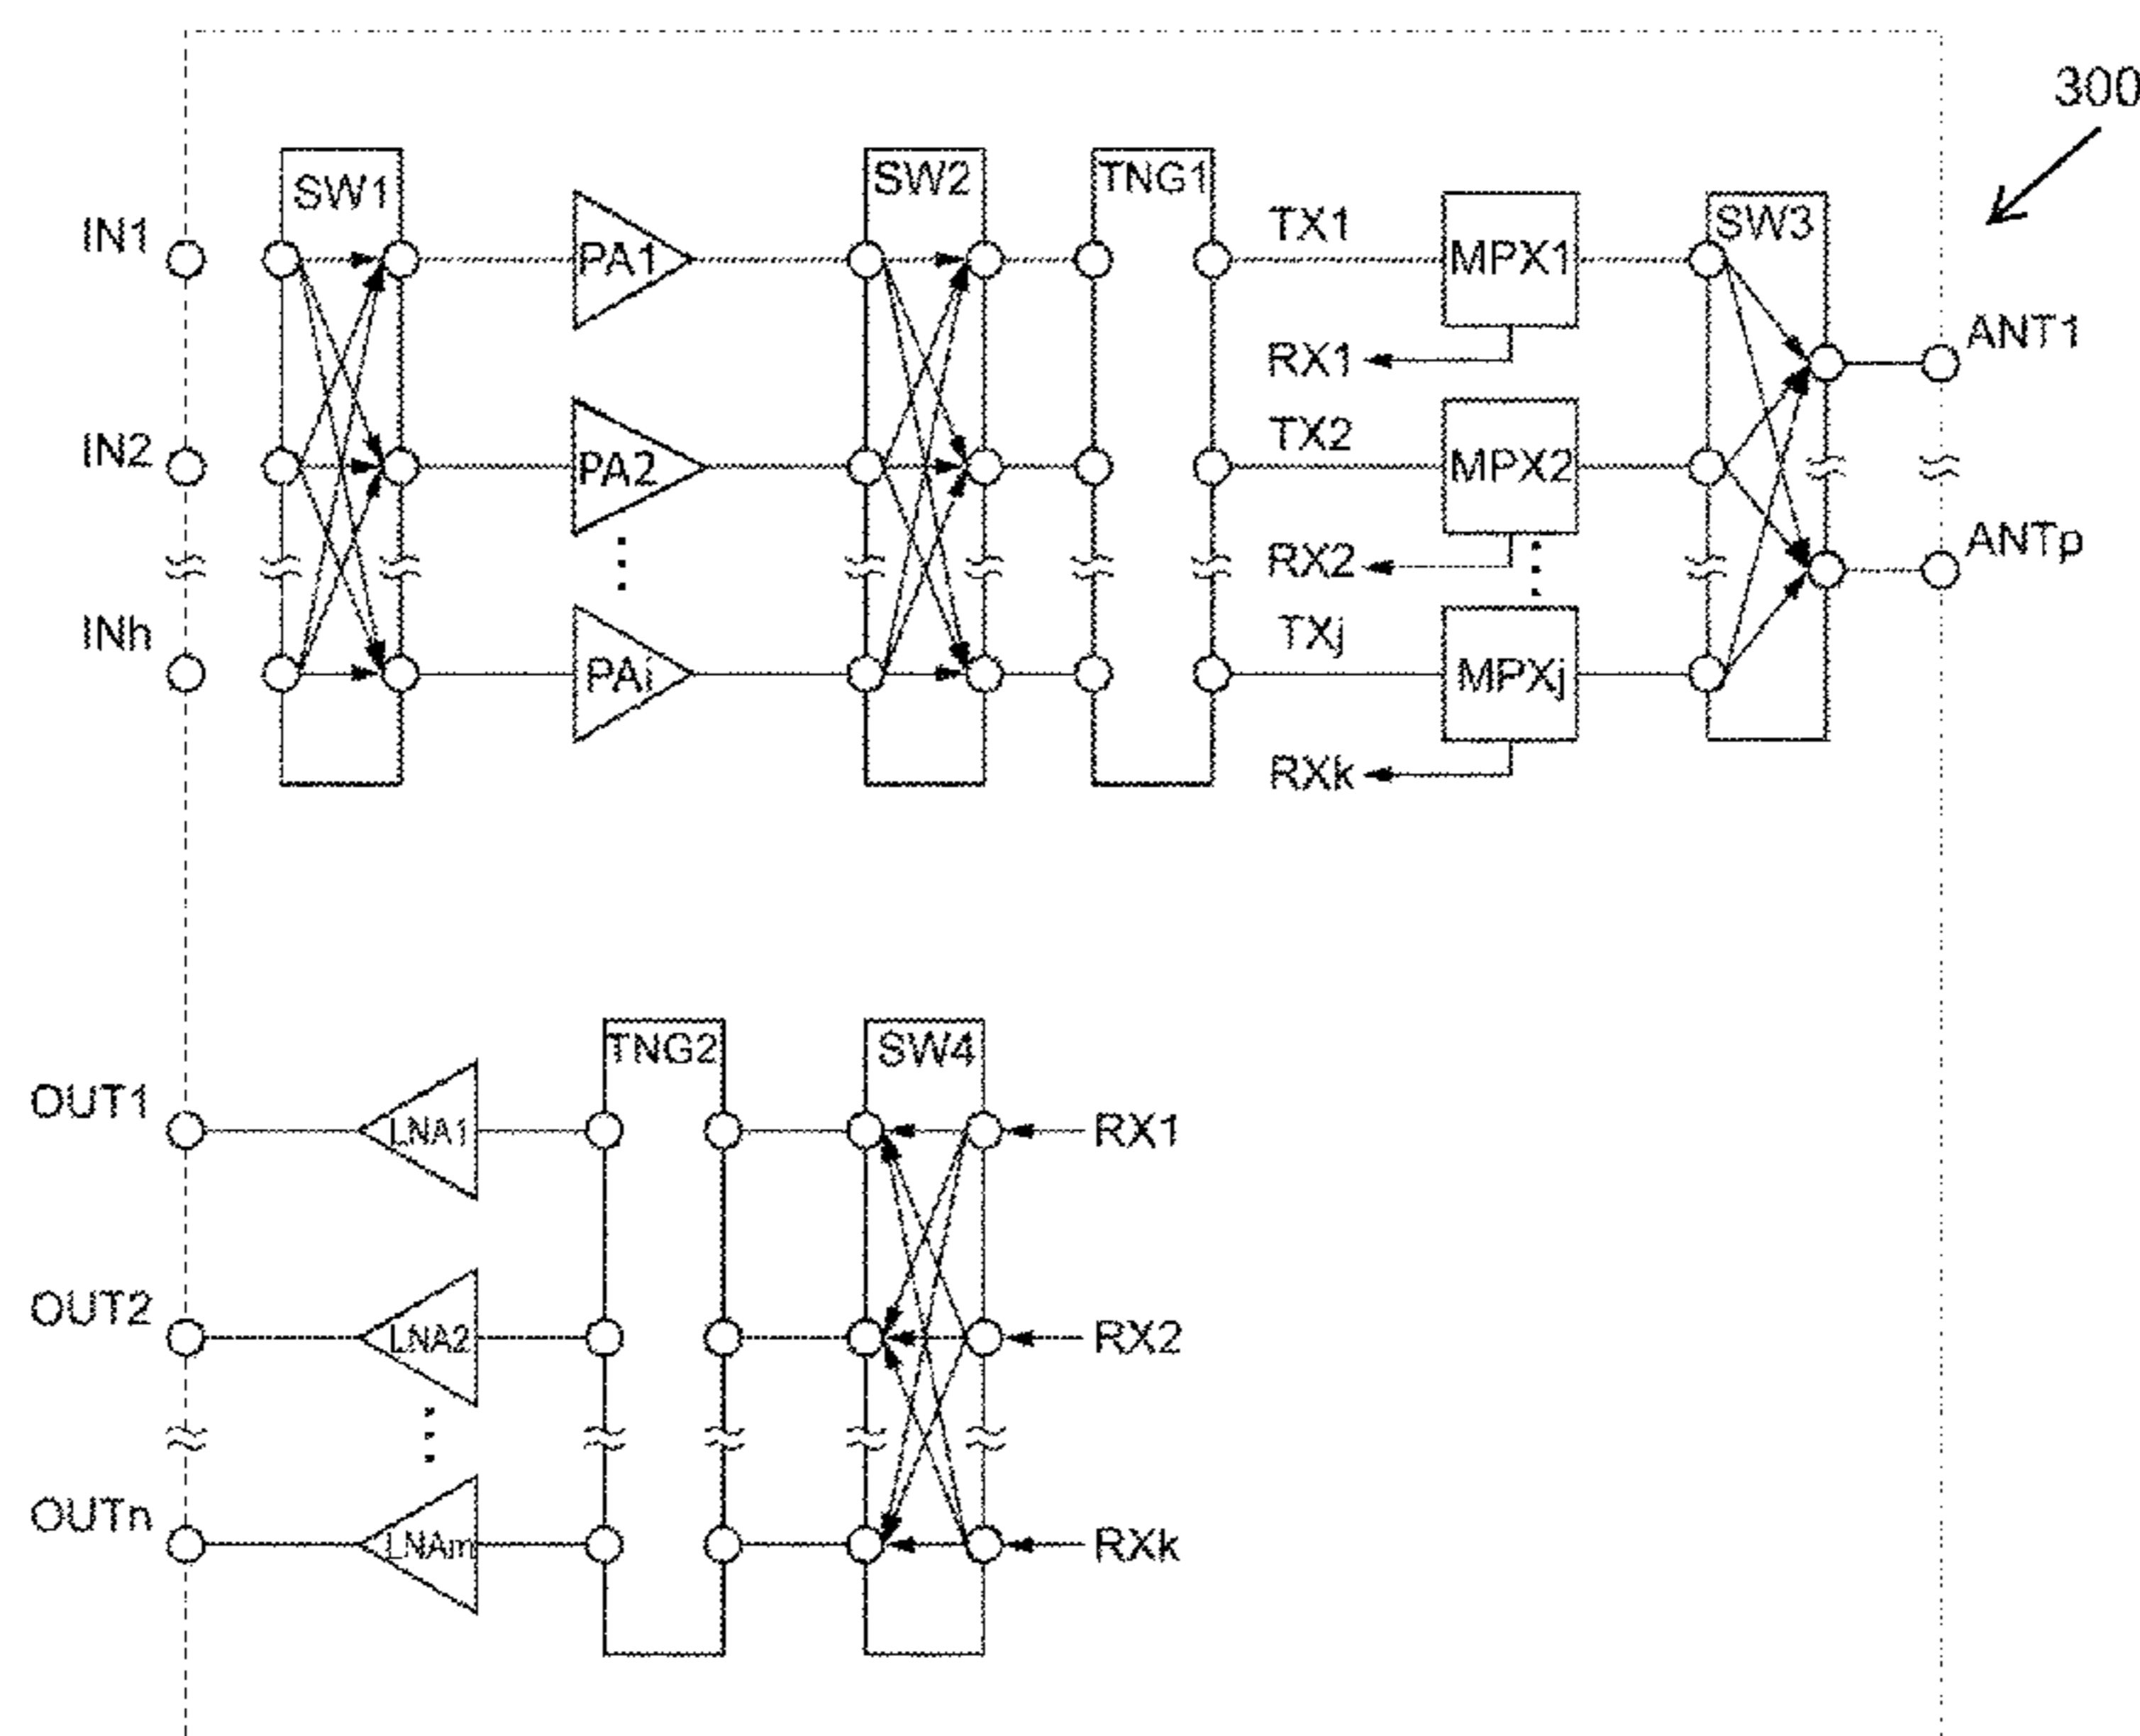 300
SW1
SW2
TNG1
SW3
IN1
PA1
TX1
MPX1
RX1
ANT1
IN2
PA2
TX2
MPX2
RX2
ANTp
INh
PAi
TXj
MPXj
RXk
TNG2
SW4
OUT1
LNA1
RX1
OUT2
LNA2
RX2
OUTn
LNAm
RXk